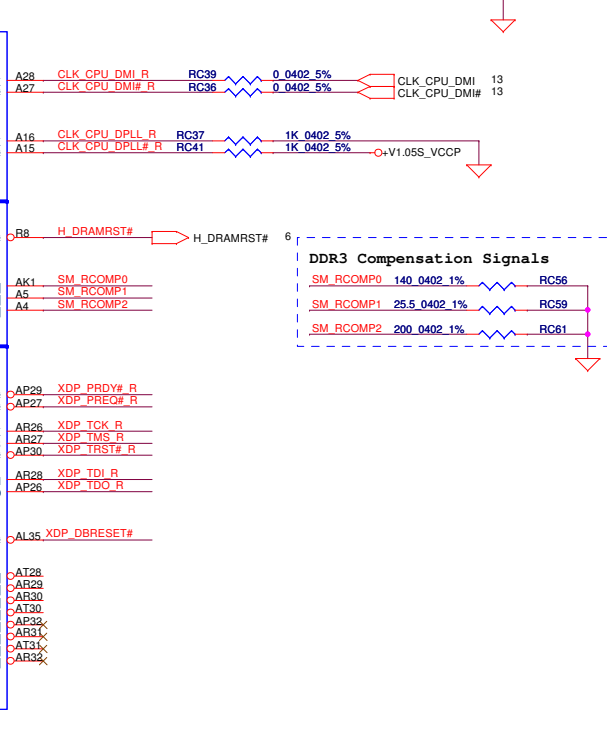 A28 CLK_CPU_DMI_R RC39 0_0402_5% CLK_CPU_DMI 13
A27 CLK_CPU_DMI#_R RC36 0_0402_5% CLK_CPU_DMI# 13
A16 CLK_CPU_DPLL_R RC37 1K_0402_5%
A15 CLK_CPU_DPLL#_R RC41 1K_0402_5% +V1.05S_VCCP
R8 H_DRAMRST# H_DRAMRST# 6
DDR3 Compensation Signals
AK1 SM_RCOMP0 SM_RCOMP0 140_0402_1% RC56
A5 SM_RCOMP1
A4 SM_RCOMP2
SM_RCOMP1 25.5_0402_1% RC59
SM_RCOMP2 200_0402_1% RC61
AP29 XDP_PRDY#_R
AP27 XDP_PREQ#_R
AR26 XDP_TCK_R
AR27 XDP_TMS_R
AP30 XDP_TRST#_R
AR28 XDP_TDI_R
AP26 XDP_TDO_R
AL35 XDP_DBRESET#
AT28
AR29
AR30
AT30
AP32
AR31
AT31
AR32